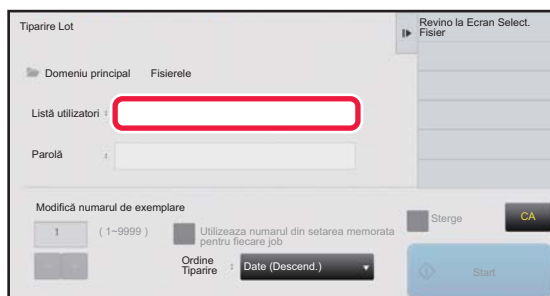 Tiparire Lot
Revino la Ecran Select.
Fisier
Domeniu principal Fisierele
Listă utilizatori :
Parolă :
Modifică numarul de exemplare
1 ( 1~9999 )
Utilizeaza numarul din setarea memorata
pentru fiecare job
Sterge
CA
Ordine
Tiparire : Date (Descend.)
Start